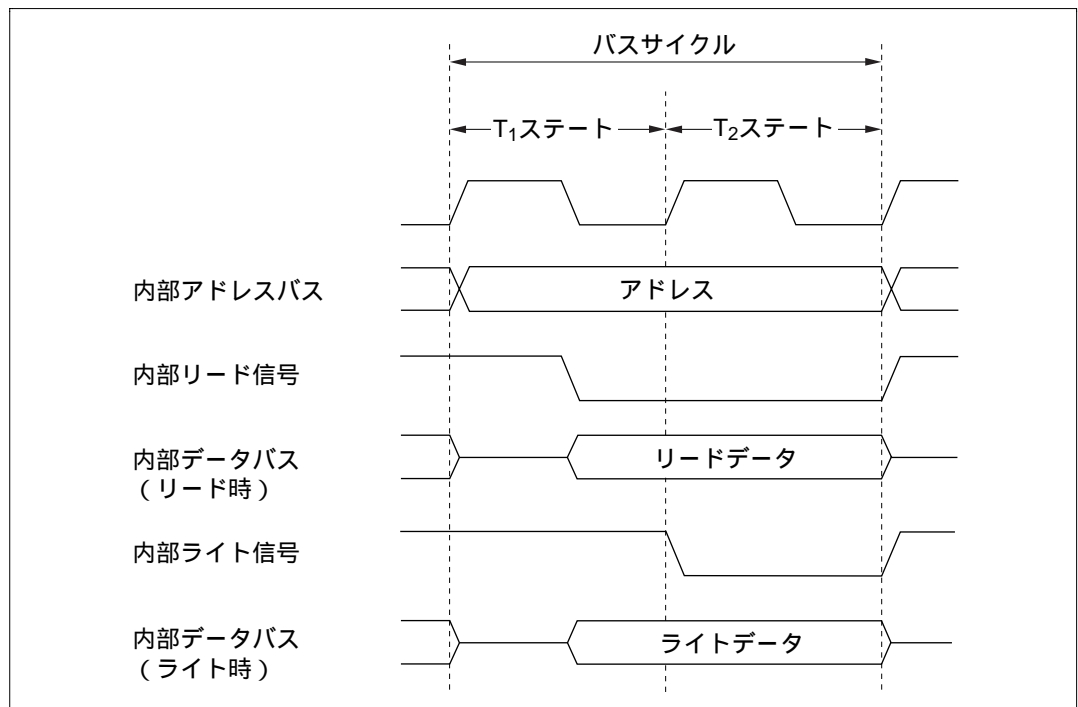 バスサイクル
T₁ステート
T₂ステート
内部アドレスバス
アドレス
内部リード信号
内部データバス
（リード時）
リードデータ
内部ライト信号
内部データバス
（ライト時）
ライトデータ